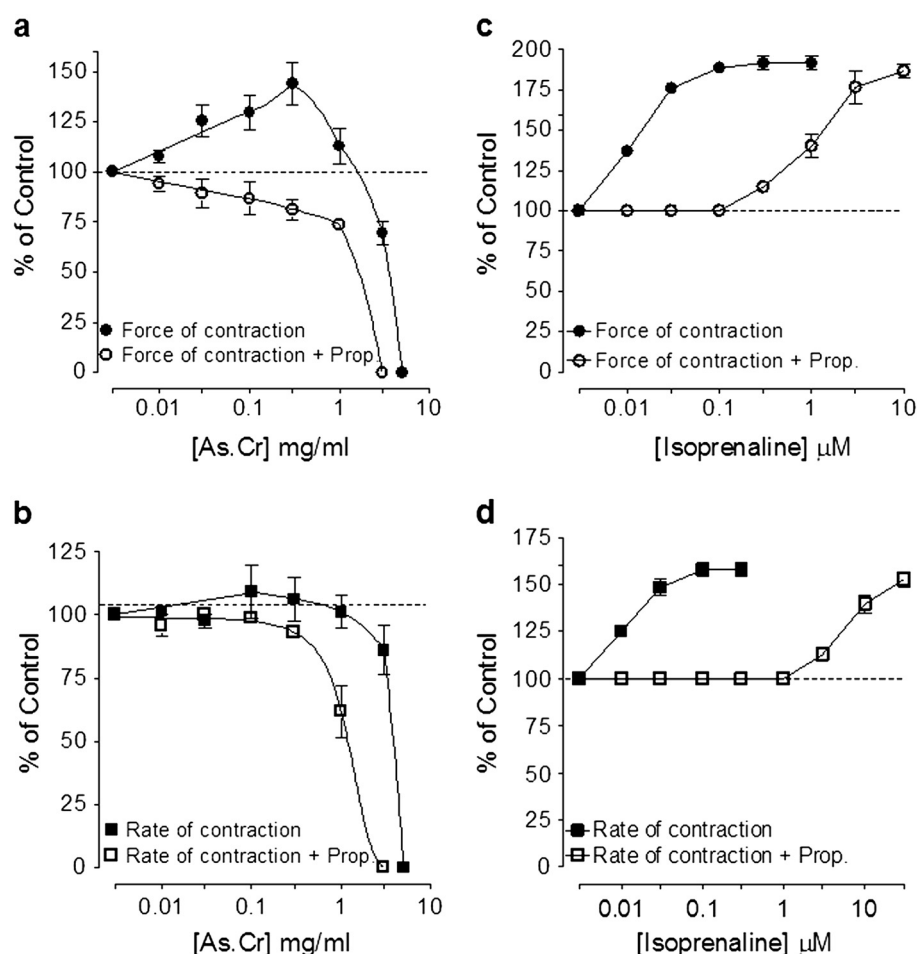 a
% of Control
150
125
100
75
50
25
0
Force of contraction
Force of contraction + Prop.
0.01 0.1 1 10
[As.Cr] mg/ml
c
% of Control
200
175
150
125
100
75
50
25
0
Force of contraction
Force of contraction + Prop.
0.01 0.1 1 10
[Isoprenaline] μM
b
% of Control
125
100
75
50
25
0
Rate of contraction
Rate of contraction + Prop.
0.01 0.1 1 10
[As.Cr] mg/ml
d
% of Control
175
150
125
100
75
50
25
0
Rate of contraction
Rate of contraction + Prop.
0.01 0.1 1 10
[Isoprenaline] μM